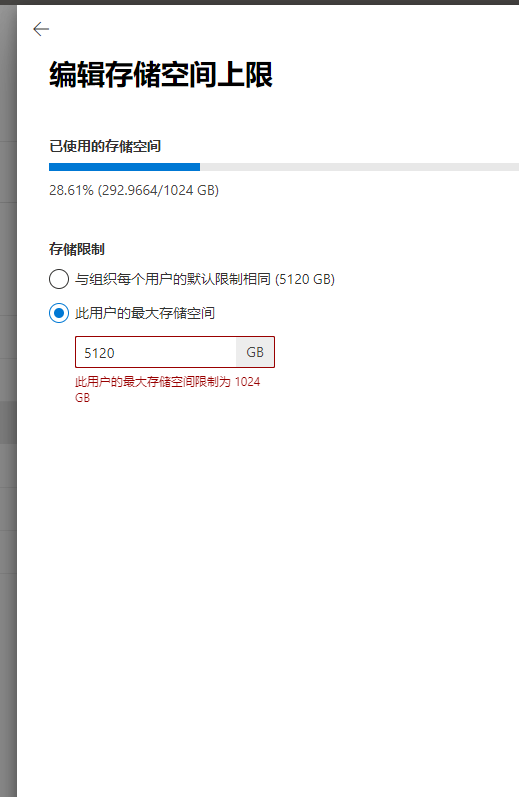 编辑存储空间上限
已使用的存储空间
28.61% (292.9664/1024 GB)
存储限制
与组织每个用户的默认限制相同 (5120 GB)
此用户的最大存储空间
5120 GB
此用户的最大存储空间限制为 1024
GB